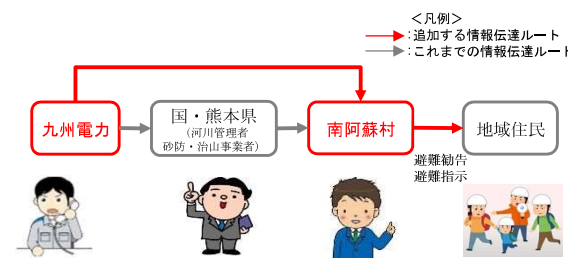 ＜凡例＞
：追加する情報伝達ルート
：これまでの情報伝達ルート
九州電力
国・熊本県
（河川管理者
砂防・治山事業者）
南阿蘇村
地域住民
避難勧告
避難指示